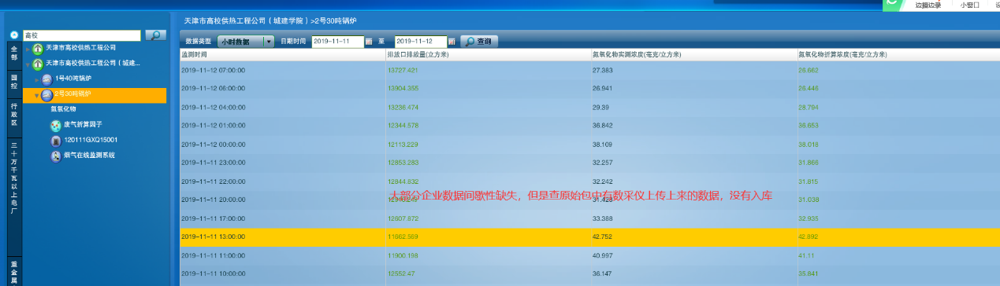 边播边录 小窗口
天津市高校供热工程公司（城建学院）>2号30吨锅炉
高校
全部
国控
行政区
三十万千瓦以上电厂
重金属
天津市高校供热工程公司
天津市高校供热工程公司（城建...
1号40吨锅炉
2号30吨锅炉
氮氧化物
废气折算因子
120111GXQ15001
烟气在线监测系统
数据类型 小时数据 日期时间 2019-11-11 至 2019-11-12 查询
监测时间 排放口排放量(立方米) 氮氧化物实测浓度(毫克/立方米) 氮氧化物折算浓度(毫克/立方米)
2019-11-12 07:00:00 13727.421 27.383 26.662
2019-11-12 06:00:00 13904.355 26.941 26.446
2019-11-12 04:00:00 13236.474 29.39 28.794
2019-11-12 01:00:00 12344.578 36.842 36.653
2019-11-12 00:00:00 12113.229 38.109 38.018
2019-11-11 23:00:00 12853.283 32.257 31.866
2019-11-11 22:00:00 12844.832 32.242 31.815
大部分企业数据间歇性缺失，但是查原始包中有数采仪上传上来的数据，没有入库
2019-11-11 20:00:00 31.428 31.038
2019-11-11 17:00:00 12607.872 33.388 32.935
2019-11-11 13:00:00 11662.569 42.752 42.892
2019-11-11 11:00:00 11900.198 40.997 41.11
2019-11-11 10:00:00 12552.47 36.147 35.841